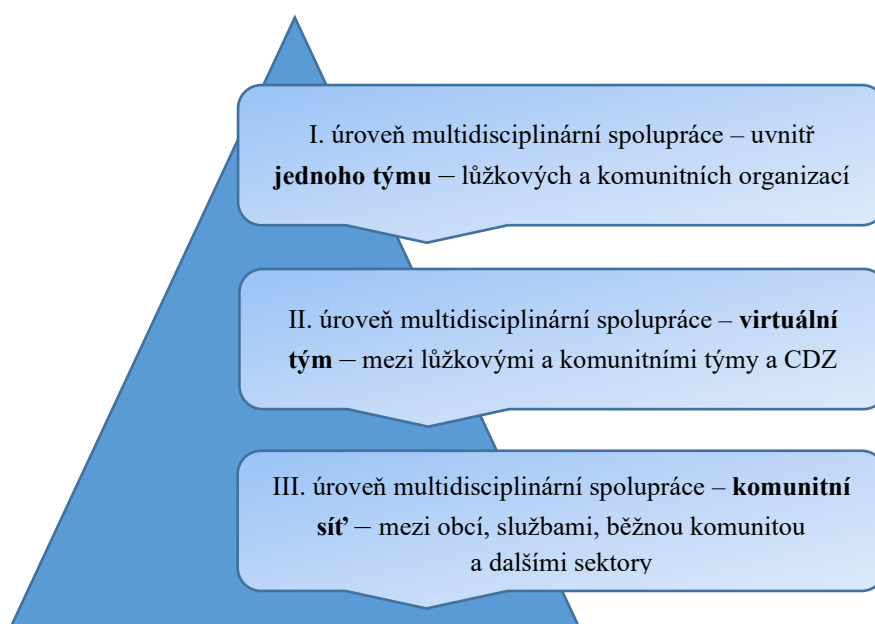 I. úroveň multidisciplinární spolupráce – uvnitř
jednoho týmu – lůžkových a komunitních organizací
II. úroveň multidisciplinární spolupráce – virtuální
tým – mezi lůžkovými a komunitními týmy a CDZ
III. úroveň multidisciplinární spolupráce – komunitní
síť – mezi obcí, službami, běžnou komunitou
a dalšími sektory